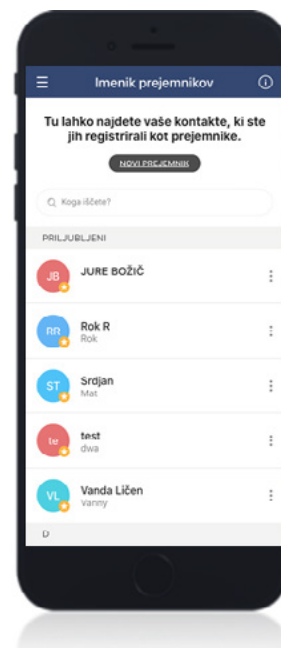 Imenik prejemnikov
Tu lahko najdete vaše kontakte, ki ste
jih registrirali kot prejemnike.
NOVI PREJEMNIK
Koga iščete?
PRILJUBLJENI
JB
JURE BOŽIČ
RR
Rok R
Rok
ST
Srdjan
Mat
te
test
dwa
VL
Vanda Ličen
Vanny
D